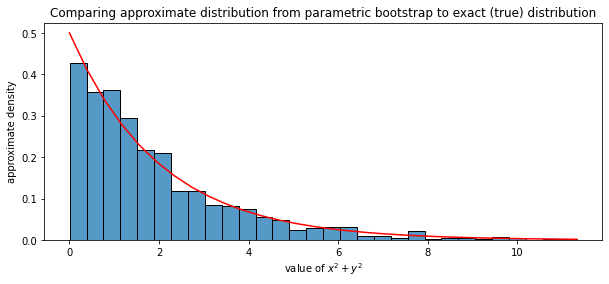 Comparing approximate distribution from parametric bootstrap to exact (true) distribution
0.5
0.4
0.3
0.2
0.1
0.0
approximate density
0 2 4 6 8 10
value of x² + y²